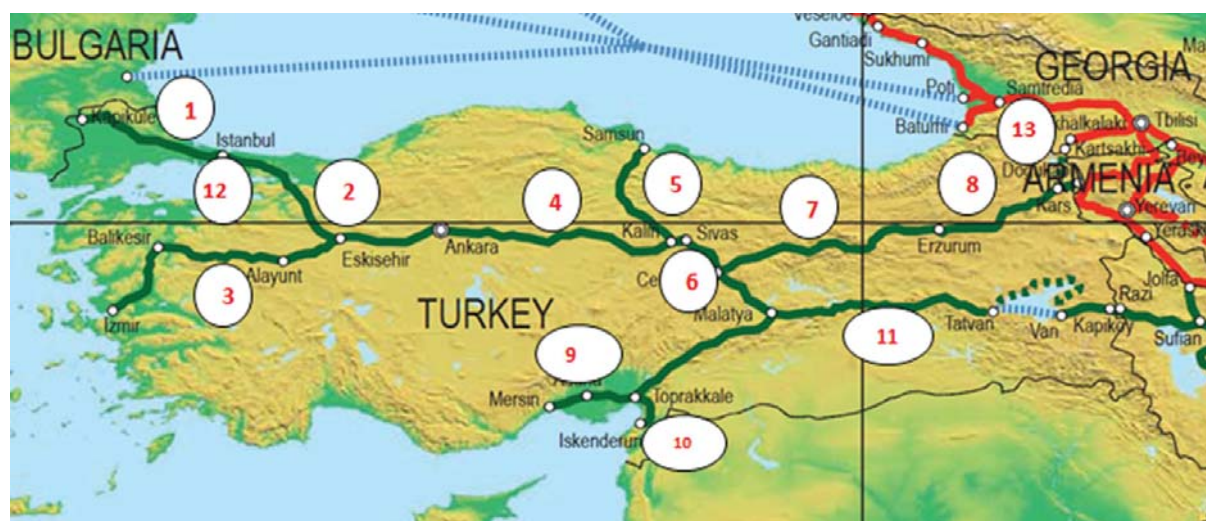 BULGARIA
Kapikule
1
Istanbul
12
2
Balikesir
Alayunt
3
Izmir
Eskisehir
Ankara
4
Samsun
5
Kalin
Sivas
6
7
8
Erzurum
TURKEY
Malatya
9
Mersin
Toprakkale
Iskenderun
10
11
Tatvan
Van
Kapikoy
Razi
Sufian
Jolfa
Gantiadi
Sukhumi
Poti
Samtredia
Batumi
GEORGIA
13
Tbilisi
Kartsakhi
ARMENIA
Kars
Yerevan